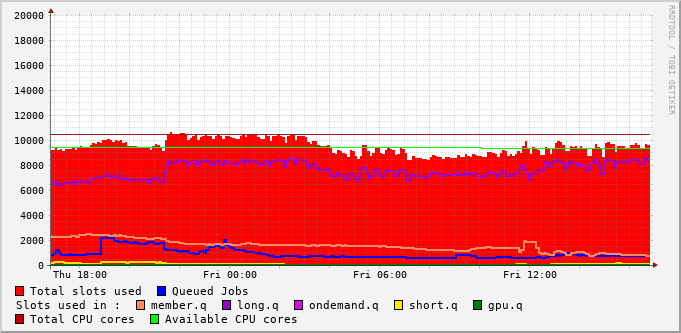 20000
18000
16000
14000
12000
10000
8000
6000
4000
2000
0
Thu 18:00 Fri 00:00 Fri 06:00 Fri 12:00
RRDTOOL / TOBI OETIKER
Total slots used Queued Jobs
Slots used in : member.q long.q ondemand.q short.q gpu.q
Total CPU cores Available CPU cores